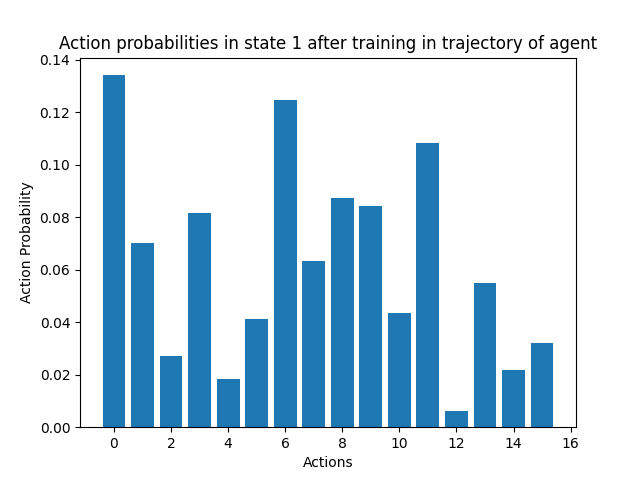 Action probabilities in state 1 after training in trajectory of agent
0.14
0.12
0.10
0.08
0.06
0.04
0.02
0.00
Action Probability
0 2 4 6 8 10 12 14 16
Actions